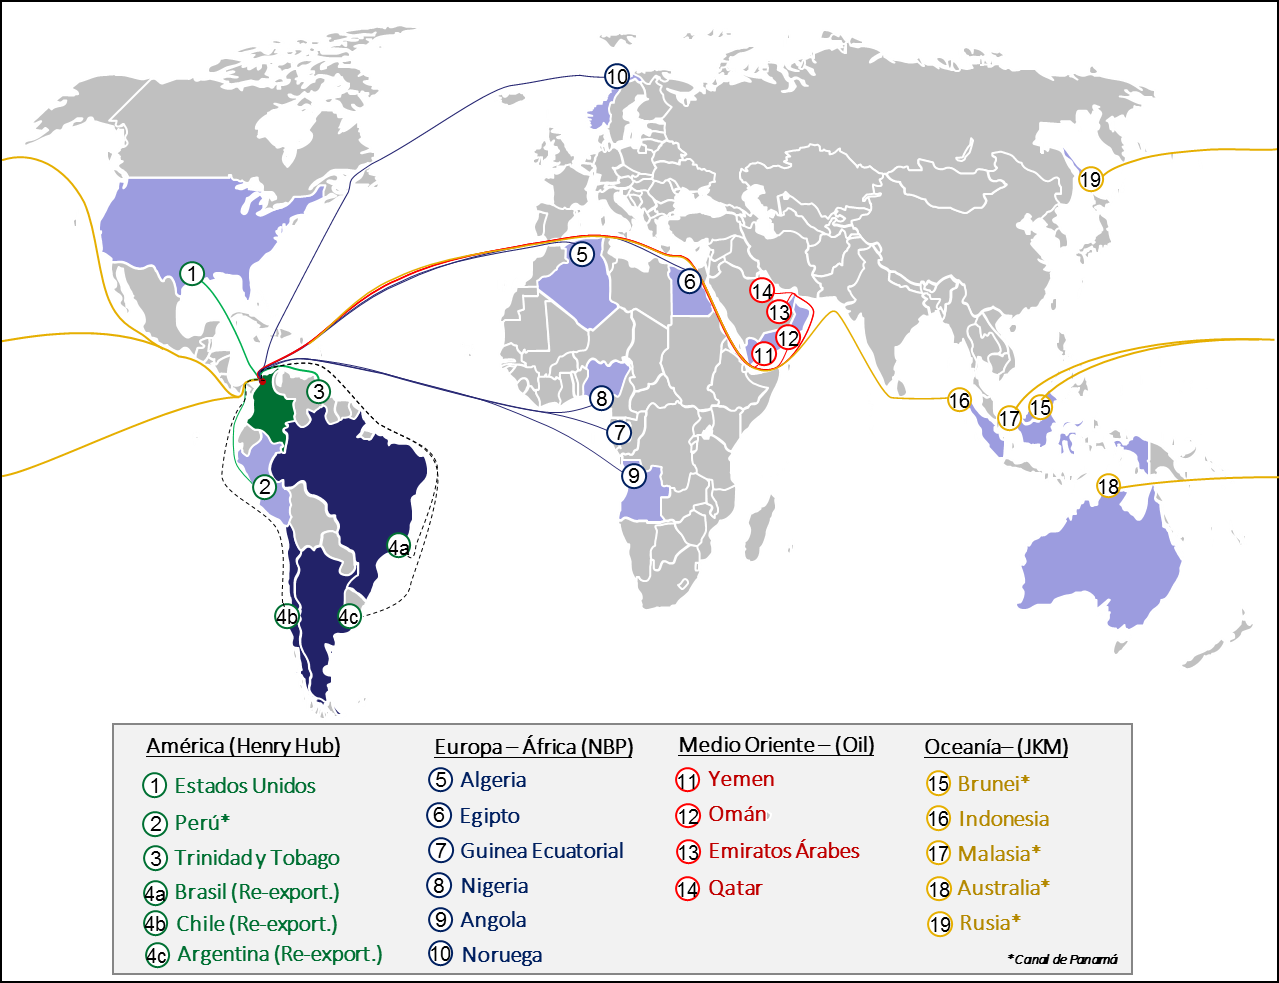 10
19
1
5
6
14
13
12
11
3
8
16
15
17
7
9
2
18
4a
4b
4c
América (Henry Hub)
1 Estados Unidos
2 Perú*
3 Trinidad y Tobago
4a Brasil (Re-export.)
4b Chile (Re-export.)
4c Argentina (Re-export.)
Europa – África (NBP)
5 Algeria
6 Egipto
7 Guinea Ecuatorial
8 Nigeria
9 Angola
10 Noruega
Medio Oriente – (Oil)
11 Yemen
12 Omán
13 Emiratos Árabes
14 Qatar
Oceanía– (JKM)
15 Brunei*
16 Indonesia
17 Malasia*
18 Australia*
19 Rusia*
*Canal de Panamá